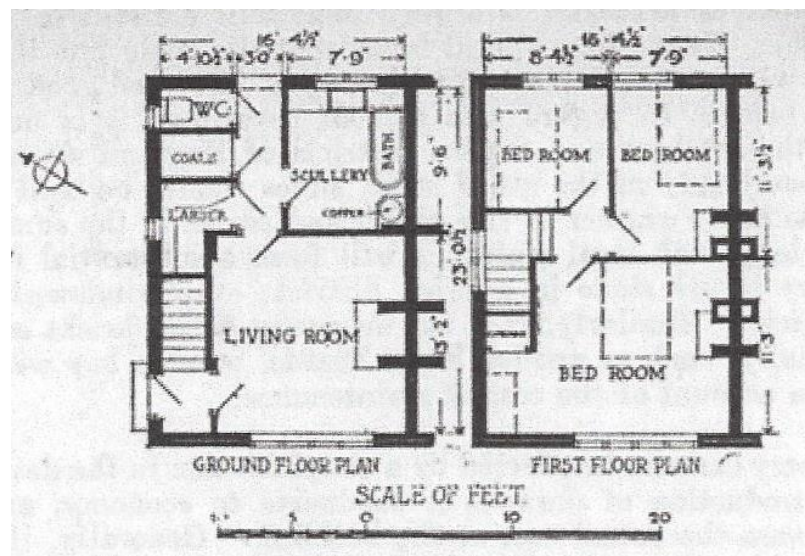 16'·4½" 16'·4½"
4'·10½" 3'·0" 7'·9" 8'·4½" 7'·9"
WC
COALS
LARDER
SCULLERY
BATH
COPPER
LIVING ROOM
9'·6"
13'·2"
23'·0½"
BED ROOM BED ROOM
BED ROOM
11'·3½"
11'·3"
GROUND FLOOR PLAN FIRST FLOOR PLAN
SCALE OF FEET
0 10 20